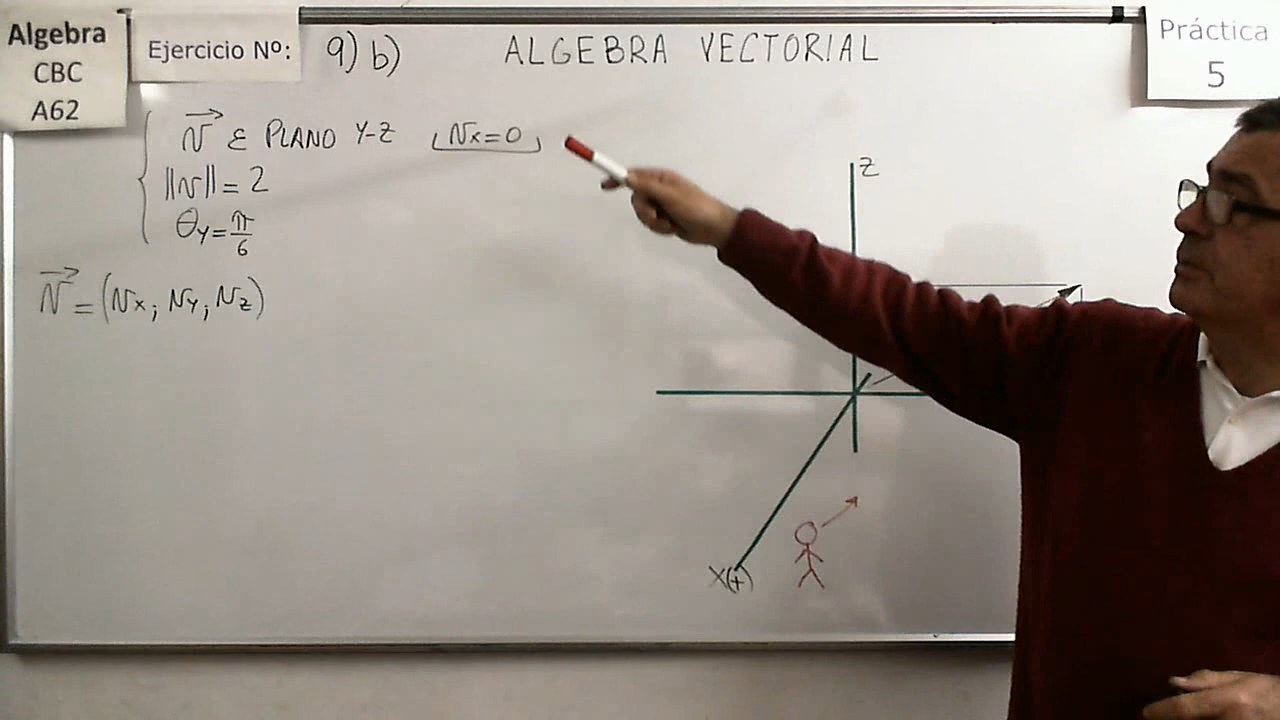 Algebra
CBC
A62
Ejercicio Nº: 9) b)
ALGEBRA VECTORIAL
Práctica
5
N⃗ ε PLANO Y-Z (Nx=0)
||N|| = 2
θY = π/6
N⃗ = (Nx; NY; Nz)
Z
X(+)